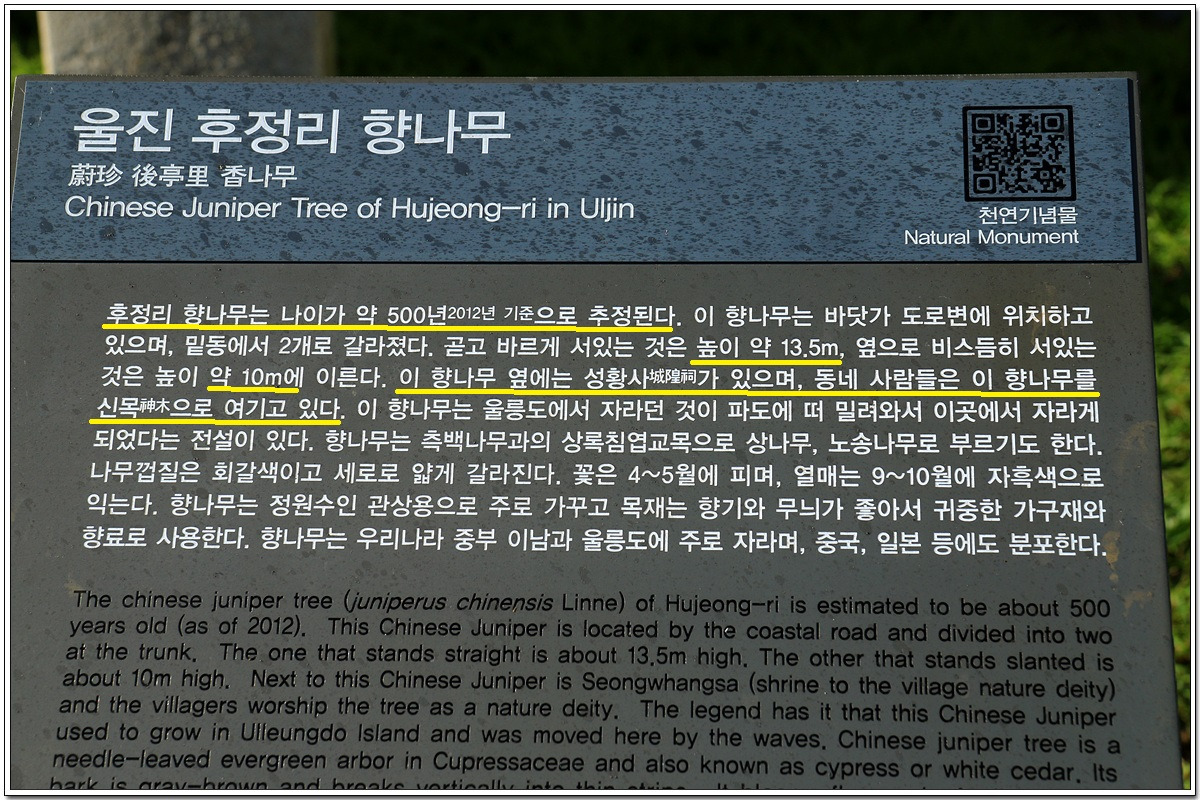 울진 후정리 향나무
蔚珍 後亭里 香나무
Chinese Juniper Tree of Hujeong-ri in Uljin
천연기념물
Natural Monument
후정리 향나무는 나이가 약 500년2012년 기준으로 추정된다. 이 향나무는 바닷가 도로변에 위치하고
있으며, 밑동에서 2개로 갈라졌다. 곧고 바르게 서있는 것은 높이 약 13.5m, 옆으로 비스듬히 서있는
것은 높이 약 10m에 이른다. 이 향나무 옆에는 성황사城隍祠가 있으며, 동네 사람들은 이 향나무를
신목神木으로 여기고 있다. 이 향나무는 울릉도에서 자라던 것이 파도에 떠 밀려와서 이곳에서 자라게
되었다는 전설이 있다. 향나무는 측백나무과의 상록침엽교목으로 상나무, 노송나무로 부르기도 한다.
나무껍질은 회갈색이고 세로로 얇게 갈라진다. 꽃은 4~5월에 피며, 열매는 9~10월에 자흑색으로
익는다. 향나무는 정원수인 관상용으로 주로 가꾸고 목재는 향기와 무늬가 좋아서 귀중한 가구재와
향료로 사용한다. 향나무는 우리나라 중부 이남과 울릉도에 주로 자라며, 중국, 일본 등에도 분포한다.
The chinese juniper tree (juniperus chinensis Linne) of Hujeong-ri is estimated to be about 500
years old (as of 2012). This Chinese Juniper is located by the coastal road and divided into two
at the trunk. The one that stands straight is about 13.5m high. The other that stands slanted is
about 10m high. Next to this Chinese Juniper is Seongwhangsa (shrine to the village nature deity)
and the villagers worship the tree as a nature deity. The legend has it that this Chinese Juniper
used to grow in Ulleungdo Island and was moved here by the waves. Chinese juniper tree is a
needle-leaved evergreen arbor in Cupressaceae and also known as cypress or white cedar. Its
bark is gray-brown and breaks vertically into thin strips.